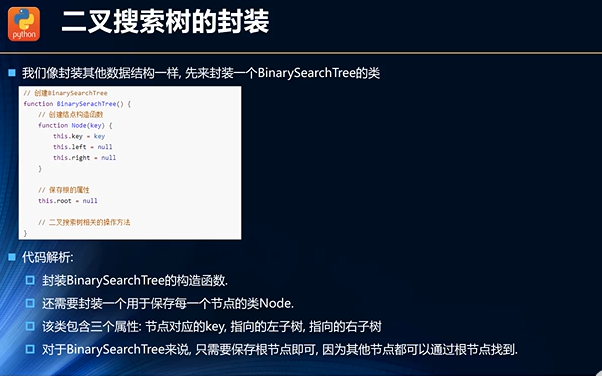 python
二叉搜索树的封装
我们像封装其他数据结构一样, 先来封装一个BinarySearchTree的类
// 创建BinarySearchTree
function BinarySerachTree() {
// 创建结点构造函数
function Node(key) {
this.key = key
this.left = null
this.right = null
}
// 保存根的属性
this.root = null
// 二叉搜索树相关的操作方法
}
代码解析:
封装BinarySearchTree的构造函数.
还需要封装一个用于保存每一个节点的类Node.
该类包含三个属性: 节点对应的key, 指向的左子树, 指向的右子树
对于BinarySearchTree来说, 只需要保存根节点即可, 因为其他节点都可以通过根节点找到.